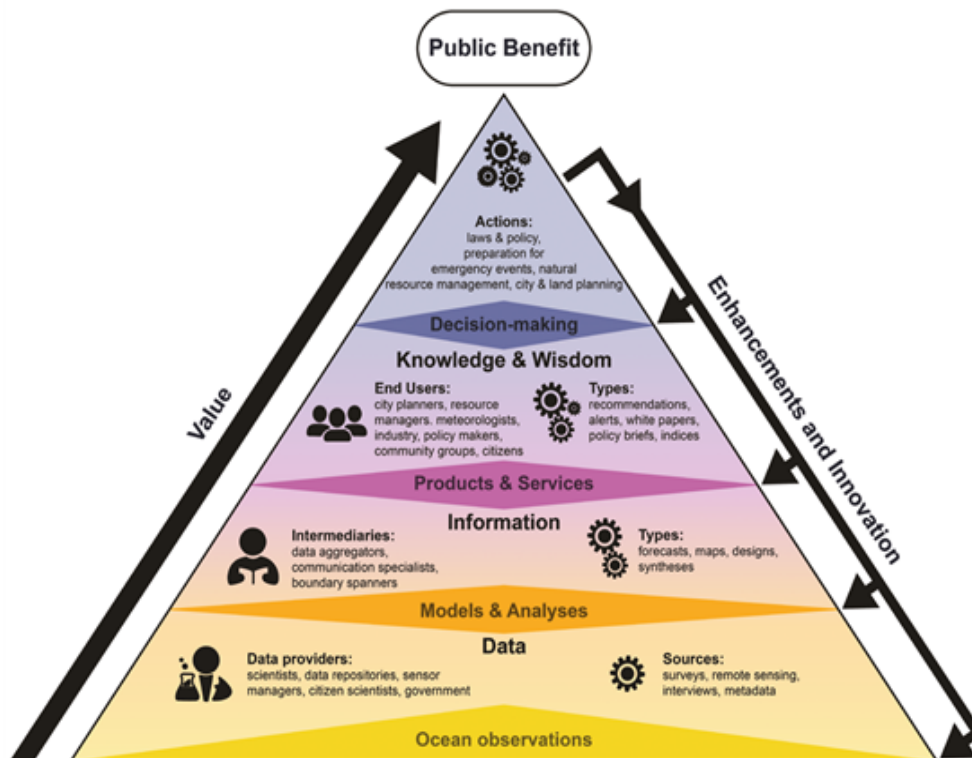 Public Benefit
Actions:
laws & policy,
preparation for
emergency events, natural
resource management, city & land planning
Decision-making
Knowledge & Wisdom
End Users:
city planners, resource
managers. meteorologists,
industry, policy makers,
community groups, citizens
Types:
recommendations,
alerts, white papers,
policy briefs, indices
Products & Services
Information
Intermediaries:
data aggregators,
communication specialists,
boundary spanners
Types:
forecasts, maps, designs,
syntheses
Models & Analyses
Data
Data providers:
scientists, data repositories, sensor
managers, citizen scientists, government
Sources:
surveys, remote sensing,
interviews, metadata
Ocean observations
Value
Enhancements and Innovation